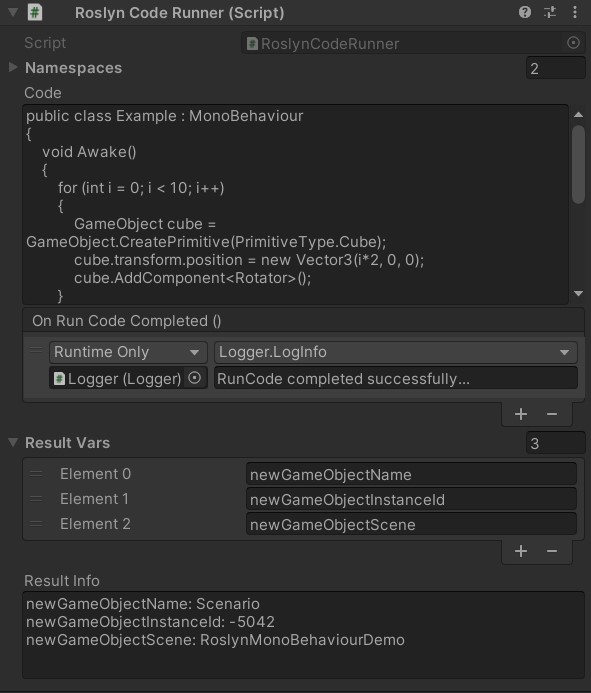 Roslyn Code Runner (Script)
Script
RoslynCodeRunner
Namespaces
2
Code
public class Example : MonoBehaviour
{
void Awake()
{
for (int i = 0; i < 10; i++)
{
GameObject cube =
GameObject.CreatePrimitive(PrimitiveType.Cube);
cube.transform.position = new Vector3(i*2, 0, 0);
cube.AddComponent<Rotator>();
}
On Run Code Completed ()
Runtime Only
Logger.LogInfo
Logger (Logger)
RunCode completed successfully...
Result Vars
3
Element 0
newGameObjectName
Element 1
newGameObjectInstanceId
Element 2
newGameObjectScene
Result Info
newGameObjectName: Scenario
newGameObjectInstanceId: -5042
newGameObjectScene: RoslynMonoBehaviourDemo